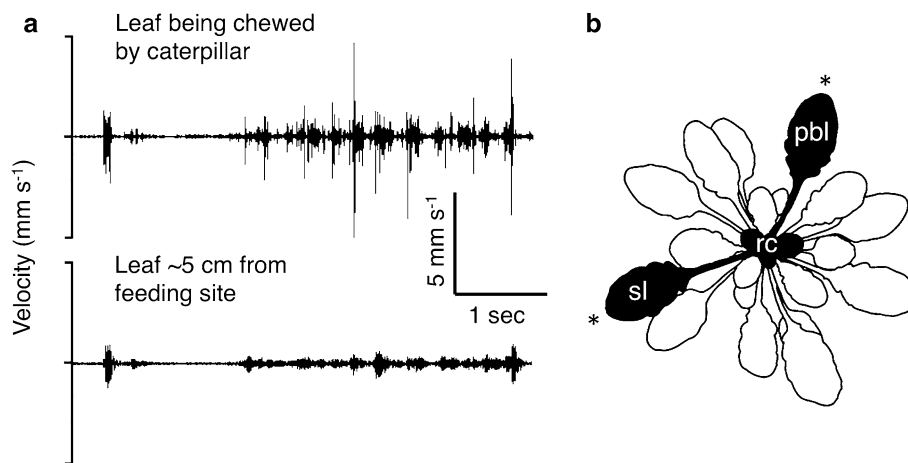 a
Leaf being chewed
by caterpillar
Velocity (mm s-1)
5 mm s-1
1 sec
Leaf ~5 cm from
feeding site
b
*
pbl
rc
sl
*